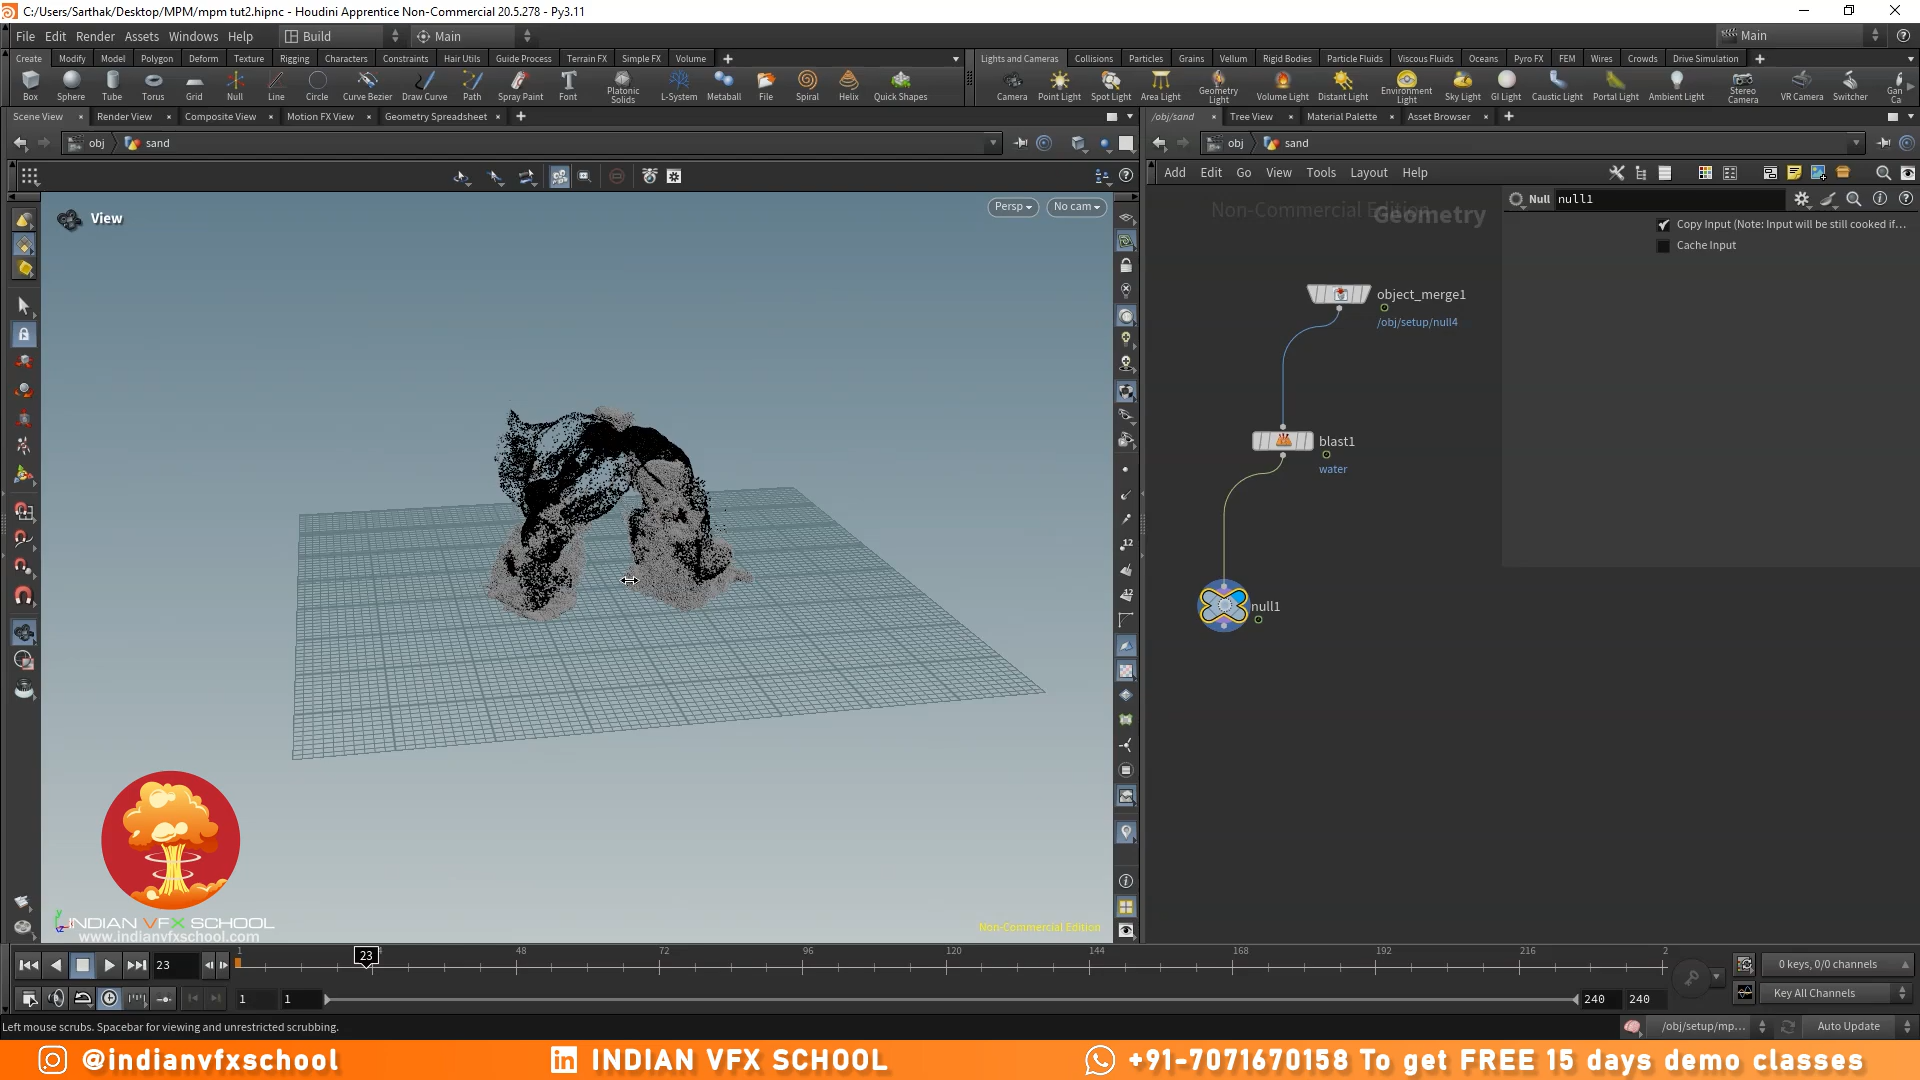 C:/Users/Sarthak/Desktop/MPM/mpm tut2.hipnc - Houdini Apprentice Non-Commercial 20.5.278 - Py3.11
File Edit Render Assets Windows Help Build Main Main
Create Modify Model Polygon Deform Texture Rigging Characters Constraints Hair Utils Guide Process Terrain FX Simple FX Volume
Lights and Cameras Collisions Particles Grains Vellum Rigid Bodies Particle Fluids Viscous Fluids Oceans Pyro FX FEM Wires Crowds Drive Simulation
Box Sphere Tube Torus Grid Null Line Circle Curve Bezier Draw Curve Path Spray Paint Font Platonic Solids L-System Metaball File Spiral Helix Quick Shapes
Camera Point Light Spot Light Area Light Geometry Light Volume Light Distant Light Environment Light Sky Light GI Light Caustic Light Portal Light Ambient Light Stereo Camera VR Camera Switcher Gan Ca
Scene View Render View Composite View Motion FX View Geometry Spreadsheet
/obj/sand Tree View Material Palette Asset Browser
obj sand
obj sand
Add Edit Go View Tools Layout Help
View
Persp No cam
Non-Commercial Edition
Geometry
Null null1
Copy Input (Note: Input will be still cooked if...
Cache Input
object_merge1
/obj/setup/null4
blast1
water
null1
12
12
INDIAN VFX SCHOOL
www.indianvfxschool.com
Non-Commercial Edition
23
1 23 48 72 96 120 144 168 192 216 2
0 keys, 0/0 channels
1 1 240 240
Key All Channels
Left mouse scrubs. Spacebar for viewing and unrestricted scrubbing.
/obj/setup/mp... Auto Update
@indianvfxschool
in INDIAN VFX SCHOOL
+91-7071670158 To get FREE 15 days demo classes